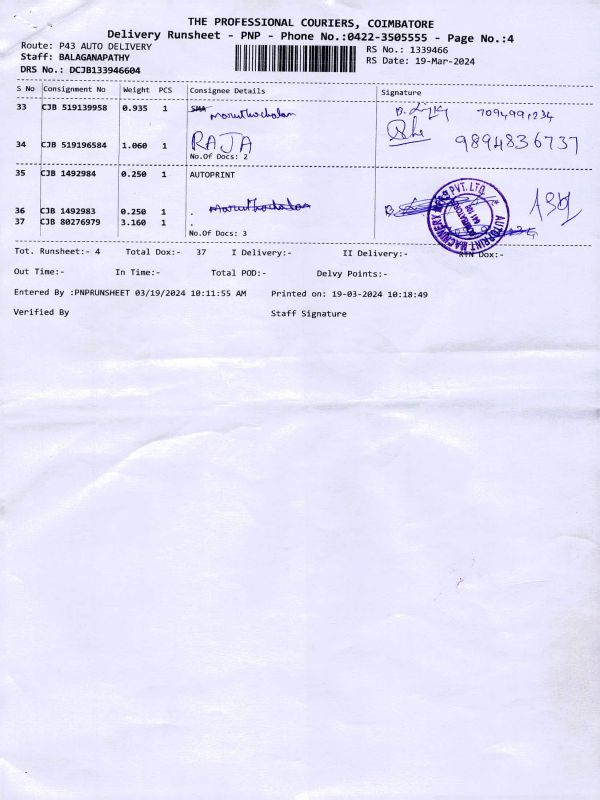 THE PROFESSIONAL COURIERS, COIMBATORE
Delivery Runsheet - PNP - Phone No.:0422-3505555 - Page No.:4
Route: P43 AUTO DELIVERY
RS No.: 1339466
Staff: BALAGANAPATHY
RS Date: 19-Mar-2024
DRS No.: DCJB133946604
S No Consignment No Weight PCS Consignee Details Signature
33 CJB 519139958 0.935 1 SMA
Maruthachalam 7094991234
34 CJB 519196584 1.060 1 RAJA 9894836737
No.Of Docs: 2
35 CJB 1492984 0.250 1 AUTOPRINT
36 CJB 1492983 0.250 1 . Maruthachalam
37 CJB 80276979 3.160 1 .
No.Of Docs: 3
AUTOPRINT MACHINERY PVT. LTD.
Tot. Runsheet:- 4 Total Dox:- 37 I Delivery:- II Delivery:- RTN Dox:-
Out Time:- In Time:- Total POD:- Delvy Points:-
Entered By :PNPRUNSHEET 03/19/2024 10:11:55 AM Printed on: 19-03-2024 10:18:49
Verified By Staff Signature